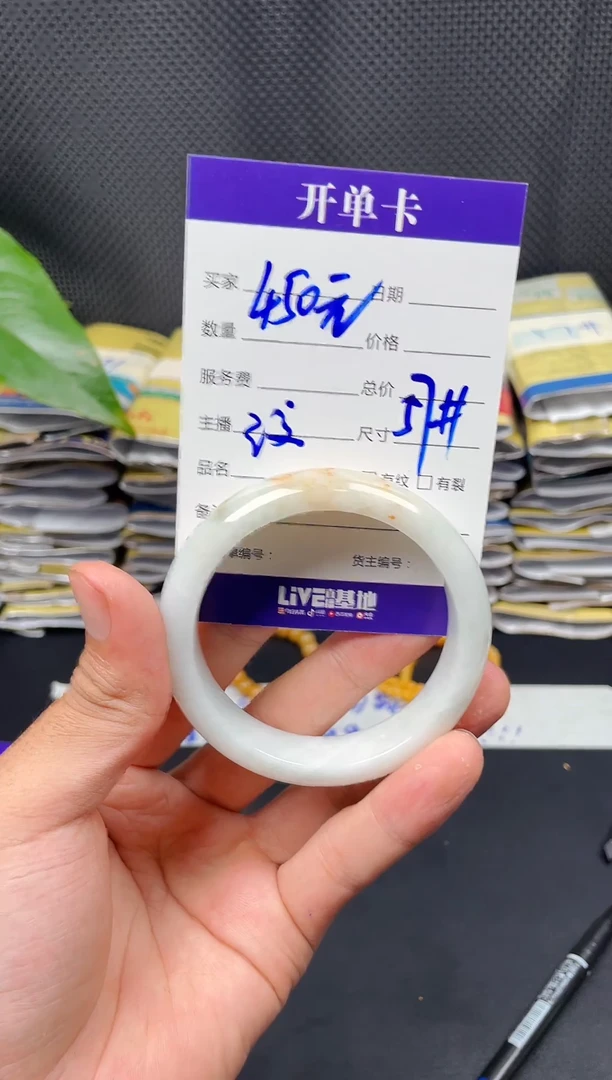 开单卡
买家 450元 日期
数量 价格
服务费 总价
主播 汶 尺寸 57#
品名 有纹 有裂
单编号： 货主编号：
LiVE 基地